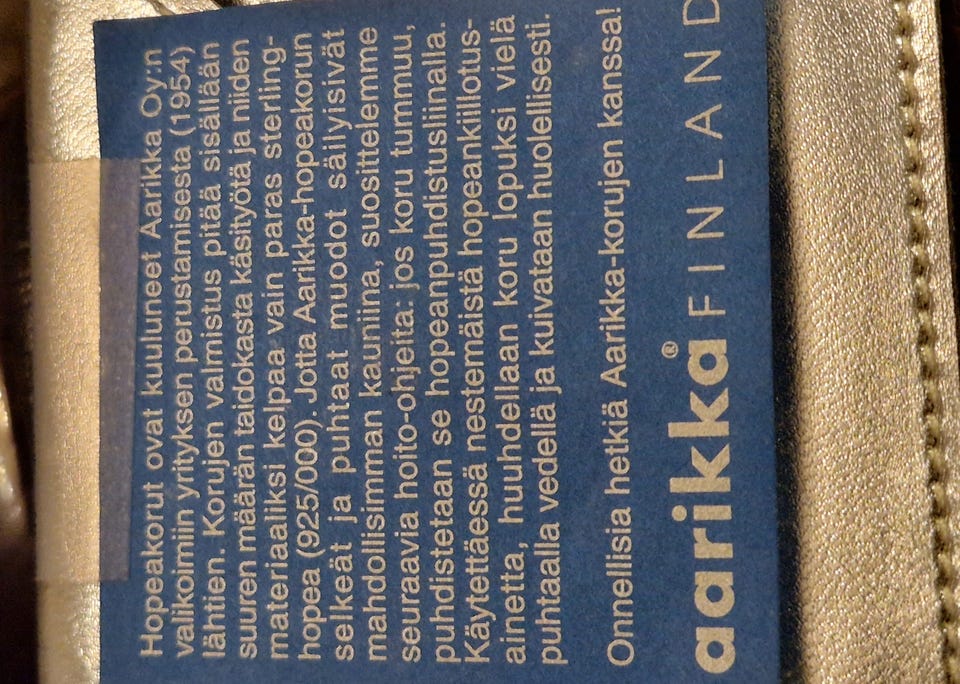 Hopeakorut ovat kuuluneet Aarikka Oy:n
valikoimiin yrityksen perustamisesta (1954)
lähtien. Korujen valmistus pitää sisällään
suuren määrän taidokasta käsityötä ja niiden
materiaaliksi kelpaa vain paras sterling-
hopea (925/000). Jotta Aarikka-hopeakorun
selkeät ja puhtaat muodot säilyisivät
mahdollisimman kauniina, suosittelemme
seuraavia hoito-ohjeita: jos koru tummuu,
puhdistetaan se hopeanpuhdistusliinalla.
Käytettäessä nestemäistä hopeankiillotus-
ainetta, huuhdellaan koru lopuksi vielä
puhtaalla vedellä ja kuivataan huolellisesti.
Onnellisia hetkiä Aarikka-korujen kanssa!
aarikka® FINLAND